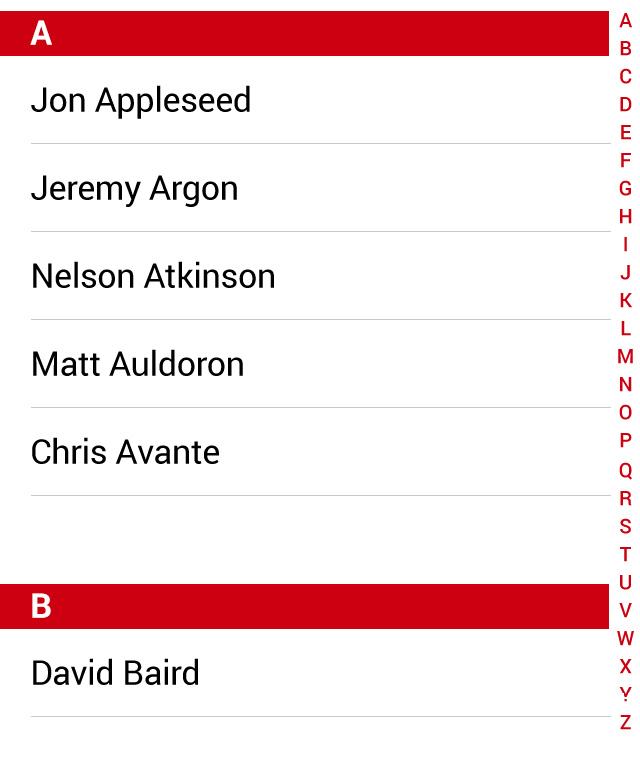 A
Jon Appleseed
Jeremy Argon
Nelson Atkinson
Matt Auldoron
Chris Avante
B
David Baird
A
B
C
D
E
F
G
H
I
J
K
L
M
N
O
P
Q
R
S
T
U
V
W
X
Y
Z